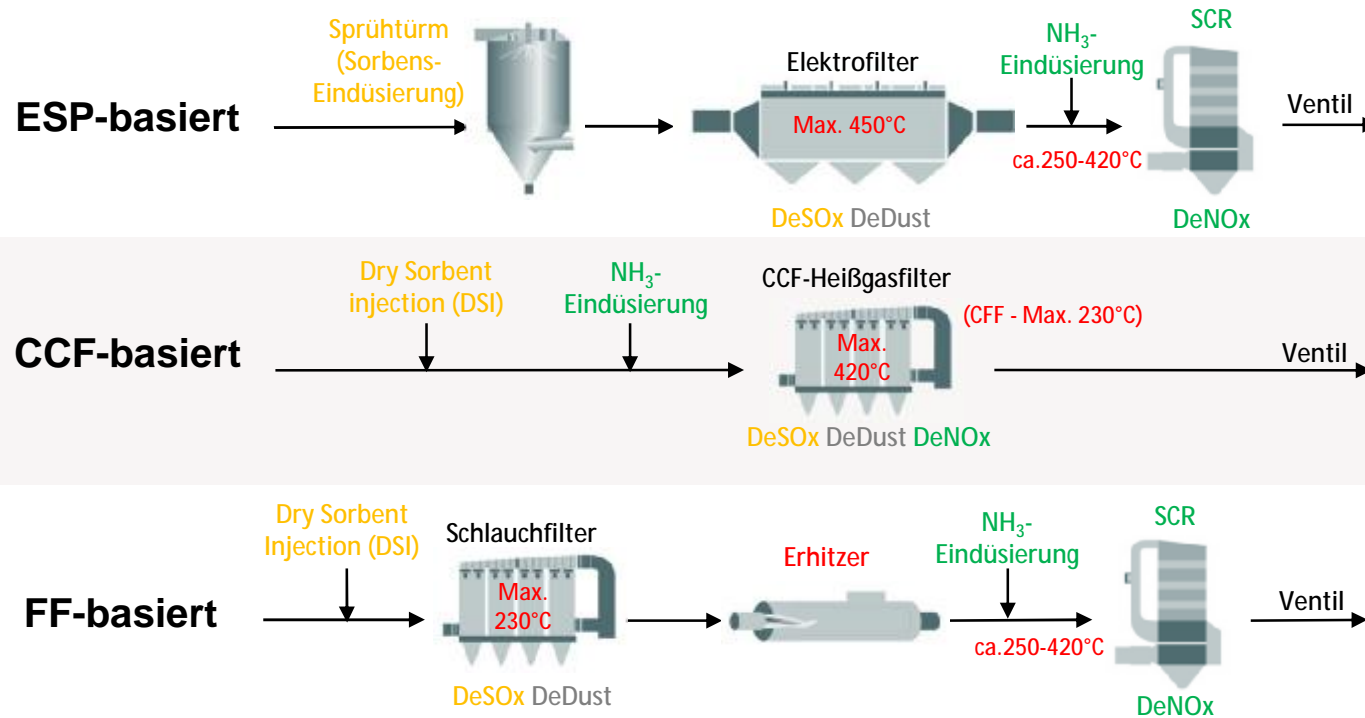 ESP-basiert
Sprühtürm
(Sorbens-
Eindüsierung)
Elektrofilter
Max. 450°C
DeSOx DeDust
NH₃-
Eindüsierung
ca.250-420°C
SCR
DeNOx
Ventil
CCF-basiert
Dry Sorbent
injection (DSI)
NH₃-
Eindüsierung
CCF-Heißgasfilter
(CFF - Max. 230°C)
Max.
420°C
DeSOx DeDust DeNOx
Ventil
FF-basiert
Dry Sorbent
Injection (DSI)
Schlauchfilter
Max.
230°C
DeSOx DeDust
Erhitzer
NH₃-
Eindüsierung
ca.250-420°C
SCR
DeNOx
Ventil